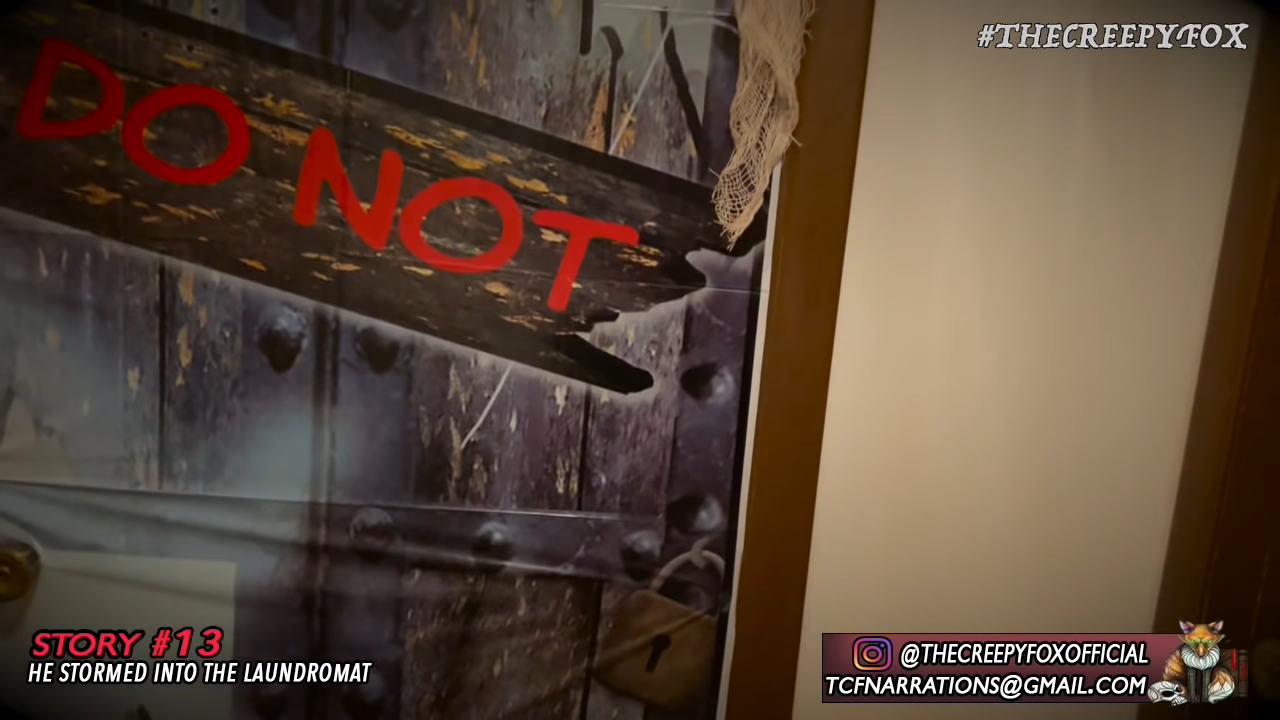 #THECREEPYFOX
DO NOT
STORY #13
HE STORMED INTO THE LAUNDROMAT
@THECREEPYFOXOFFICIAL
TCFNARRATIONS@GMAIL.COM